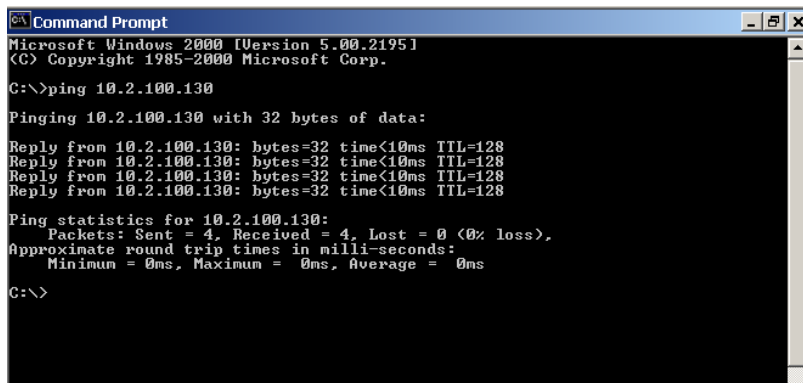 Command Prompt
Microsoft Windows 2000 [Version 5.00.2195]
(C) Copyright 1985-2000 Microsoft Corp.
C:\>ping 10.2.100.130
Pinging 10.2.100.130 with 32 bytes of data:
Reply from 10.2.100.130: bytes=32 time<10ms TTL=128
Reply from 10.2.100.130: bytes=32 time<10ms TTL=128
Reply from 10.2.100.130: bytes=32 time<10ms TTL=128
Reply from 10.2.100.130: bytes=32 time<10ms TTL=128
Ping statistics for 10.2.100.130:
    Packets: Sent = 4, Received = 4, Lost = 0 (0% loss),
Approximate round trip times in milli-seconds:
    Minimum = 0ms, Maximum =  0ms, Average =  0ms
C:\>